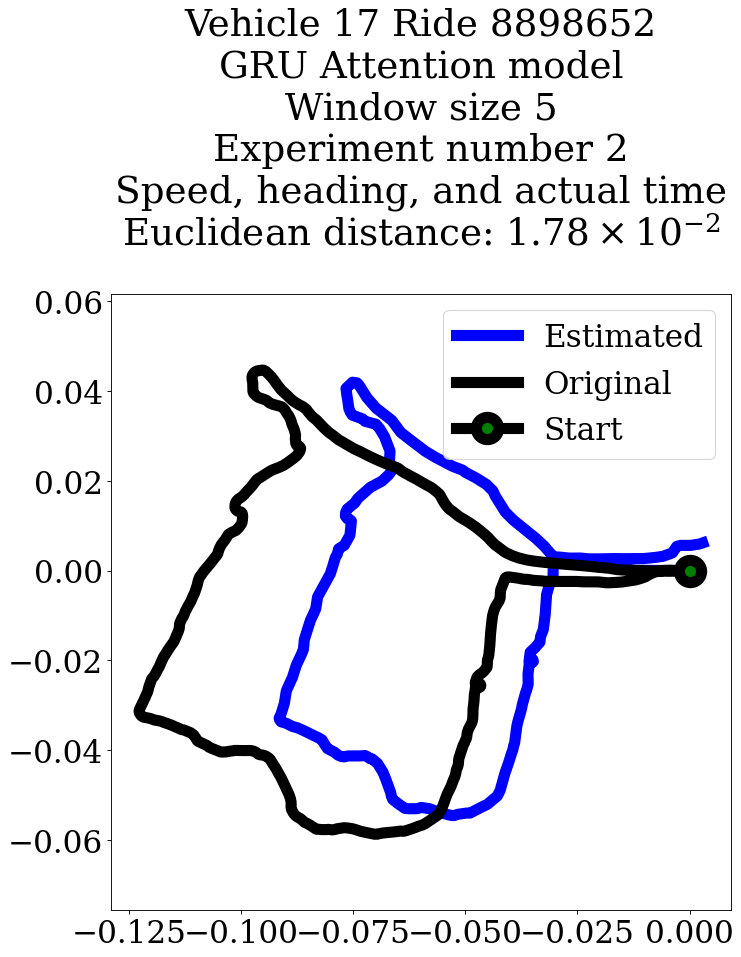 Vehicle 17 Ride 8898652
GRU Attention model
Window size 5
Experiment number 2
Speed, heading, and actual time
Euclidean distance: 1.78 × 10⁻²
Estimated
Original
Start
0.06
0.04
0.02
0.00
−0.02
−0.04
−0.06
−0.125 −0.100 −0.075 −0.050 −0.025 0.000